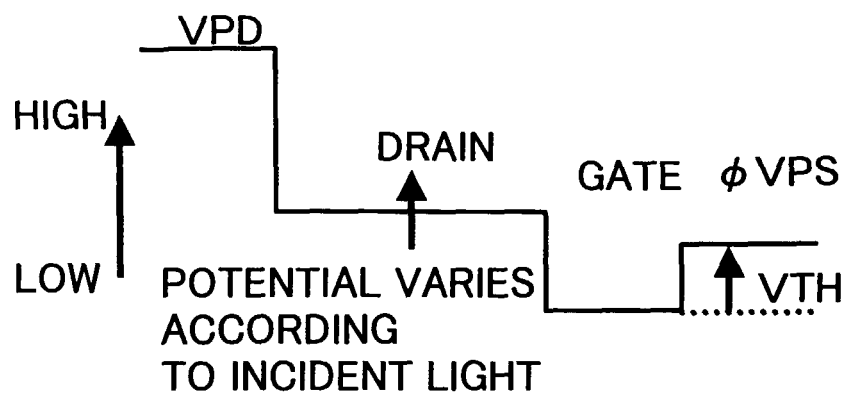 VPD
HIGH
DRAIN
GATE ϕVPS
LOW
POTENTIAL VARIES
ACCORDING
TO INCIDENT LIGHT
VTH